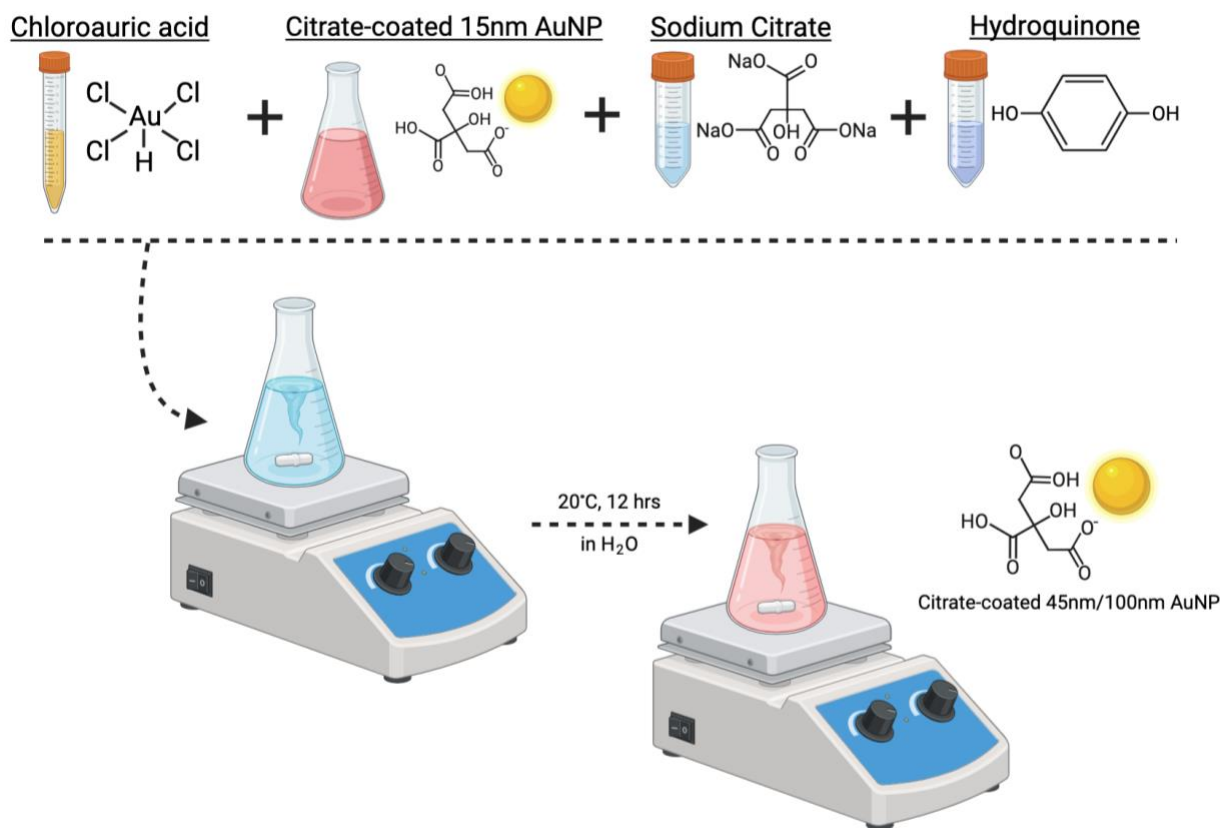 Chloroauric acid
Citrate-coated 15nm AuNP
Sodium Citrate
Hydroquinone
Cl
Cl
Au
Cl
Cl
H
+
O
OH
HO
OH
O
O⁻
O
+
NaO
O
NaO
OH
ONa
O
O
+
HO
OH
20°C, 12 hrs
in H₂O
O
OH
HO
OH
O
O⁻
O
Citrate-coated 45nm/100nm AuNP